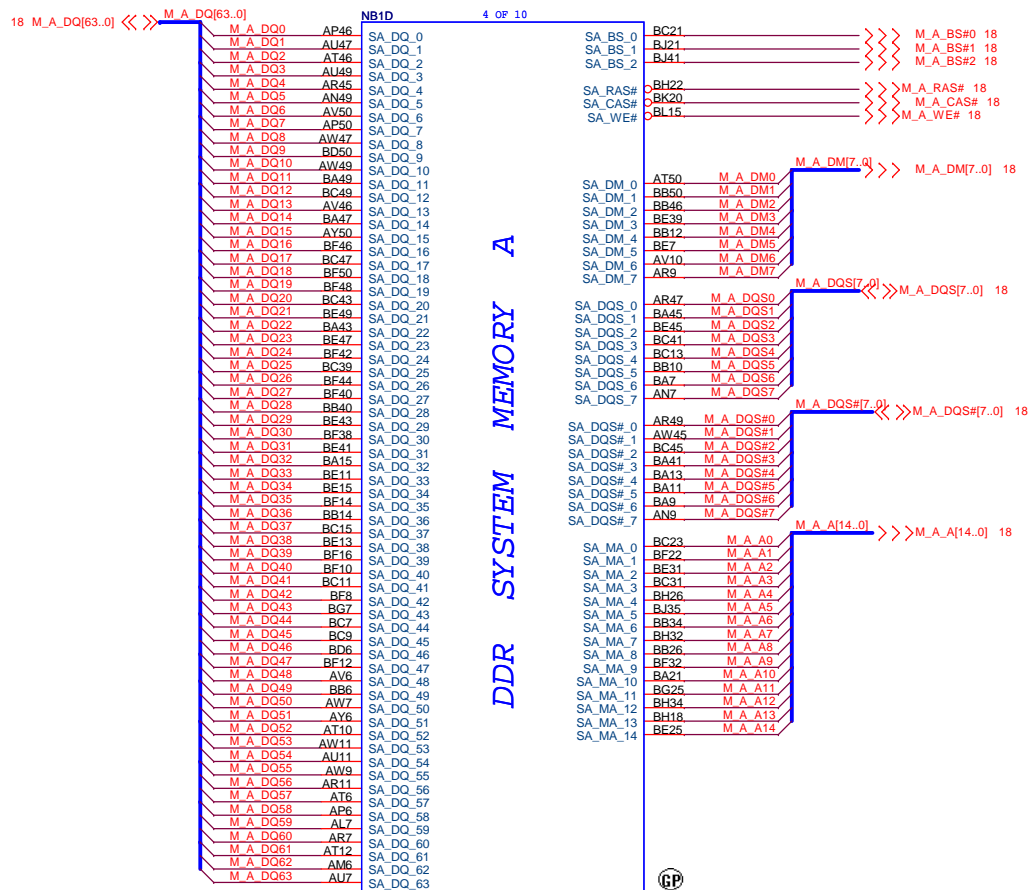 NB1D
4 OF 10
18 M_A_DQ[63..0]
M_A_DQ[63..0]
M_A_DQ0 AP46 SA_DQ_0
M_A_DQ1 AU47 SA_DQ_1
M_A_DQ2 AT46 SA_DQ_2
M_A_DQ3 AU49 SA_DQ_3
M_A_DQ4 AR45 SA_DQ_4
M_A_DQ5 AN49 SA_DQ_5
M_A_DQ6 AV50 SA_DQ_6
M_A_DQ7 AP50 SA_DQ_7
M_A_DQ8 AW47 SA_DQ_8
M_A_DQ9 BD50 SA_DQ_9
M_A_DQ10 AW49 SA_DQ_10
M_A_DQ11 BA49 SA_DQ_11
M_A_DQ12 BC49 SA_DQ_12
M_A_DQ13 AV46 SA_DQ_13
M_A_DQ14 BA47 SA_DQ_14
M_A_DQ15 AY50 SA_DQ_15
M_A_DQ16 BF46 SA_DQ_16
M_A_DQ17 BC47 SA_DQ_17
M_A_DQ18 BF50 SA_DQ_18
M_A_DQ19 BF48 SA_DQ_19
M_A_DQ20 BC43 SA_DQ_20
M_A_DQ21 BE49 SA_DQ_21
M_A_DQ22 BA43 SA_DQ_22
M_A_DQ23 BE47 SA_DQ_23
M_A_DQ24 BF42 SA_DQ_24
M_A_DQ25 BC39 SA_DQ_25
M_A_DQ26 BF44 SA_DQ_26
M_A_DQ27 BF40 SA_DQ_27
M_A_DQ28 BB40 SA_DQ_28
M_A_DQ29 BE43 SA_DQ_29
M_A_DQ30 BF38 SA_DQ_30
M_A_DQ31 BE41 SA_DQ_31
M_A_DQ32 BA15 SA_DQ_32
M_A_DQ33 BE11 SA_DQ_33
M_A_DQ34 BE15 SA_DQ_34
M_A_DQ35 BF14 SA_DQ_35
M_A_DQ36 BB14 SA_DQ_36
M_A_DQ37 BC15 SA_DQ_37
M_A_DQ38 BE13 SA_DQ_38
M_A_DQ39 BF16 SA_DQ_39
M_A_DQ40 BF10 SA_DQ_40
M_A_DQ41 BC11 SA_DQ_41
M_A_DQ42 BF8 SA_DQ_42
M_A_DQ43 BG7 SA_DQ_43
M_A_DQ44 BC7 SA_DQ_44
M_A_DQ45 BC9 SA_DQ_45
M_A_DQ46 BD6 SA_DQ_46
M_A_DQ47 BF12 SA_DQ_47
M_A_DQ48 AV6 SA_DQ_48
M_A_DQ49 BB6 SA_DQ_49
M_A_DQ50 AW7 SA_DQ_50
M_A_DQ51 AY6 SA_DQ_51
M_A_DQ52 AT10 SA_DQ_52
M_A_DQ53 AW11 SA_DQ_53
M_A_DQ54 AU11 SA_DQ_54
M_A_DQ55 AW9 SA_DQ_55
M_A_DQ56 AR11 SA_DQ_56
M_A_DQ57 AT6 SA_DQ_57
M_A_DQ58 AP6 SA_DQ_58
M_A_DQ59 AL7 SA_DQ_59
M_A_DQ60 AR7 SA_DQ_60
M_A_DQ61 AT12 SA_DQ_61
M_A_DQ62 AM6 SA_DQ_62
M_A_DQ63 AU7 SA_DQ_63
DDR SYSTEM MEMORY A
SA_BS_0 BC21 M_A_BS#0 18
SA_BS_1 BJ21 M_A_BS#1 18
SA_BS_2 BJ41 M_A_BS#2 18
SA_RAS# BH22 M_A_RAS# 18
SA_CAS# BK20 M_A_CAS# 18
SA_WE# BL15 M_A_WE# 18
M_A_DM[7..0] M_A_DM[7..0] 18
SA_DM_0 AT50 M_A_DM0
SA_DM_1 BB50 M_A_DM1
SA_DM_2 BB46 M_A_DM2
SA_DM_3 BE39 M_A_DM3
SA_DM_4 BB12 M_A_DM4
SA_DM_5 BE7 M_A_DM5
SA_DM_6 AV10 M_A_DM6
SA_DM_7 AR9 M_A_DM7
M_A_DQS[7..0] M_A_DQS[7..0] 18
SA_DQS_0 AR47 M_A_DQS0
SA_DQS_1 BA45 M_A_DQS1
SA_DQS_2 BE45 M_A_DQS2
SA_DQS_3 BC41 M_A_DQS3
SA_DQS_4 BC13 M_A_DQS4
SA_DQS_5 BB10 M_A_DQS5
SA_DQS_6 BA7 M_A_DQS6
SA_DQS_7 AN7 M_A_DQS7
M_A_DQS#[7..0] M_A_DQS#[7..0] 18
SA_DQS#_0 AR49 M_A_DQS#0
SA_DQS#_1 AW45 M_A_DQS#1
SA_DQS#_2 BC45 M_A_DQS#2
SA_DQS#_3 BA41 M_A_DQS#3
SA_DQS#_4 BA13 M_A_DQS#4
SA_DQS#_5 BA11 M_A_DQS#5
SA_DQS#_6 BA9 M_A_DQS#6
SA_DQS#_7 AN9 M_A_DQS#7
M_A_A[14..0] M_A_A[14..0] 18
SA_MA_0 BC23 M_A_A0
SA_MA_1 BF22 M_A_A1
SA_MA_2 BE31 M_A_A2
SA_MA_3 BC31 M_A_A3
SA_MA_4 BH26 M_A_A4
SA_MA_5 BJ35 M_A_A5
SA_MA_6 BB34 M_A_A6
SA_MA_7 BH32 M_A_A7
SA_MA_8 BB26 M_A_A8
SA_MA_9 BF32 M_A_A9
SA_MA_10 BA21 M_A_A10
SA_MA_11 BG25 M_A_A11
SA_MA_12 BH34 M_A_A12
SA_MA_13 BH18 M_A_A13
SA_MA_14 BE25 M_A_A14
GP